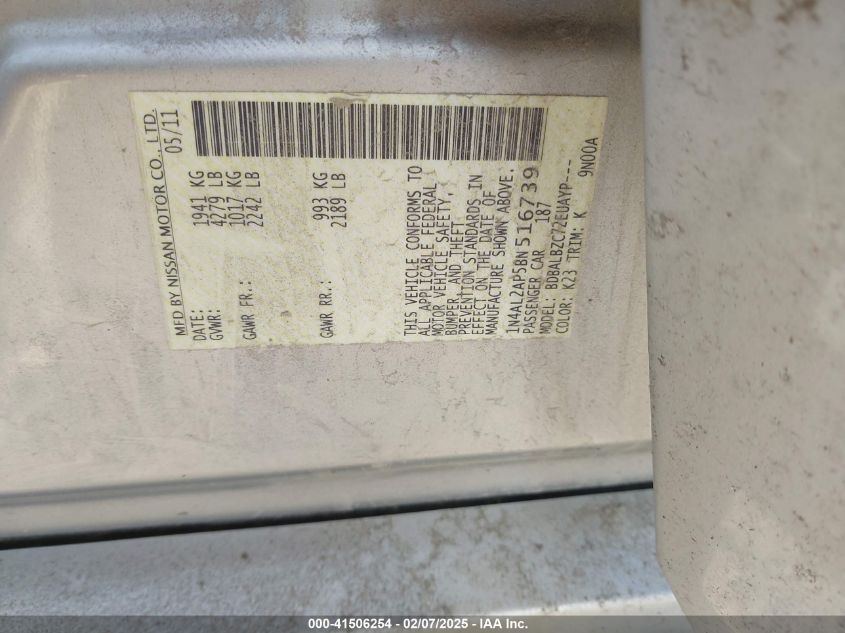 MFD BY NISSAN MOTOR CO., LTD.
DATE: 05/11
GVWR: 1941 KG
4279 LB
GAWR FR.: 1017 KG
2242 LB
GAWR RR.: 993 KG
2189 LB
THIS VEHICLE CONFORMS TO
ALL APPLICABLE FEDERAL
MOTOR VEHICLE SAFETY,
BUMPER, AND THEFT
PREVENTION STANDARDS IN
EFFECT ON THE DATE OF
MANUFACTURE SHOWN ABOVE.
1N4AL2AP5BN516739
PASSENGER CAR 187
MODEL: BDBALBZC72EUAYP---
COLOR: K23 TRIM: K 9N00A
000-41506254 - 02/07/2025 - IAA Inc.